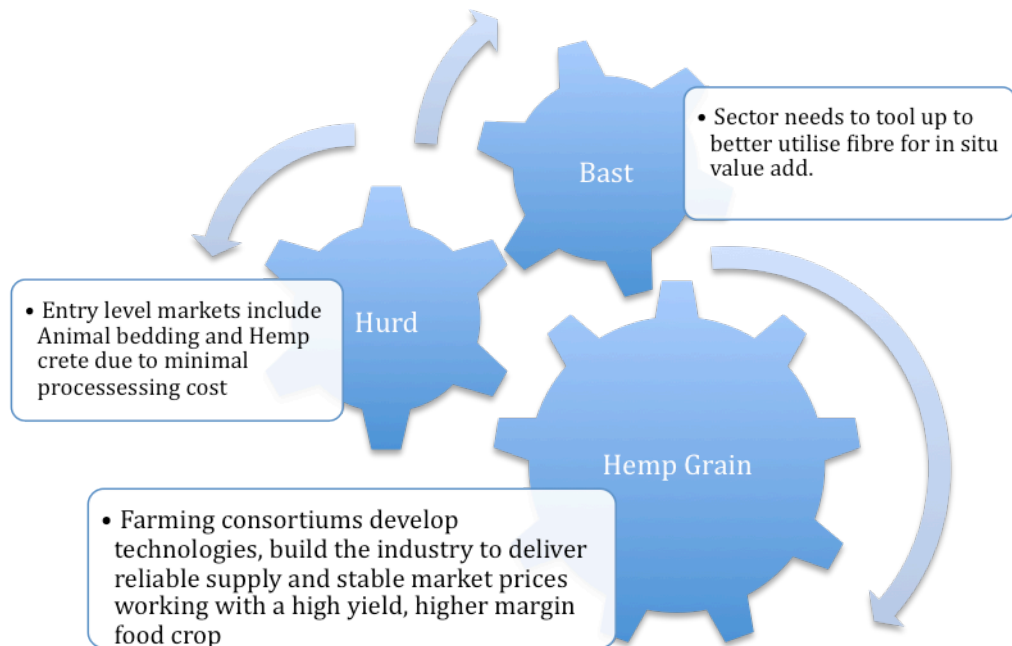 Bast
• Sector needs to tool up to
better utilise fibre for in situ
value add.
Hurd
• Entry level markets include
Animal bedding and Hemp
crete due to minimal
processessing cost
Hemp Grain
• Farming consortiums develop
technologies, build the industry to deliver
reliable supply and stable market prices
working with a high yield, higher margin
food crop